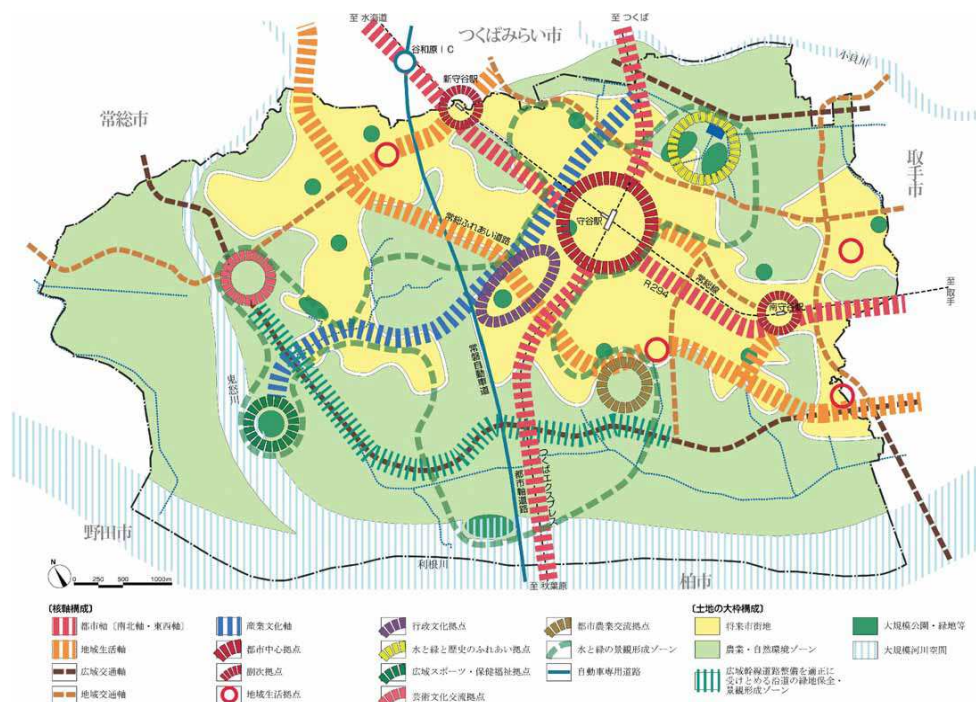 至 水海道
至 つくば
つくばみらい市
谷和原IC
小貝川
新守谷駅
常総市
取手市
守谷駅
常総ふれあい道路
常総線
R294
至 取手
南守谷駅
鬼怒川
常磐自動車道
つくばエクスプレス
都市軸道路
野田市
利根川
柏市
至 秋葉原
N
0 250 500 1000m
〔核軸構成〕
都市軸〔南北軸・東西軸〕
地域生活軸
広域交通軸
地域交通軸
産業文化軸
都市中心拠点
副次拠点
地域生活拠点
行政文化拠点
水と緑と歴史のふれあい拠点
広域スポーツ・保健福祉拠点
芸術文化交流拠点
都市農業交流拠点
水と緑の景観形成ゾーン
自動車専用道路
〔土地の大枠構成〕
将来市街地
農業・自然環境ゾーン
広域幹線道路整備を適正に
受けとめる沿道の緑地保全・
景観形成ゾーン
大規模公園・緑地等
大規模河川空間